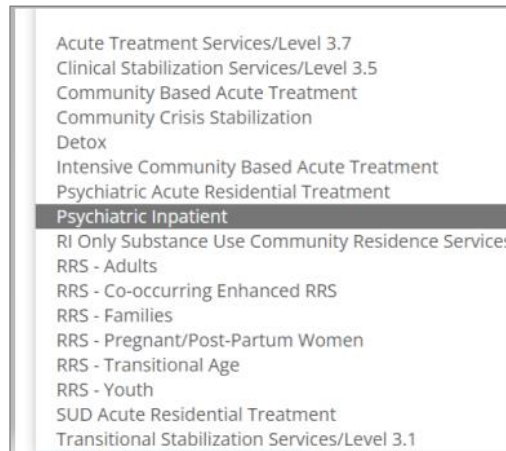 Acute Treatment Services/Level 3.7
Clinical Stabilization Services/Level 3.5
Community Based Acute Treatment
Community Crisis Stabilization
Detox
Intensive Community Based Acute Treatment
Psychiatric Acute Residential Treatment
Psychiatric Inpatient
RI Only Substance Use Community Residence Services
RRS - Adults
RRS - Co-occurring Enhanced RRS
RRS - Families
RRS - Pregnant/Post-Partum Women
RRS - Transitional Age
RRS - Youth
SUD Acute Residential Treatment
Transitional Stabilization Services/Level 3.1